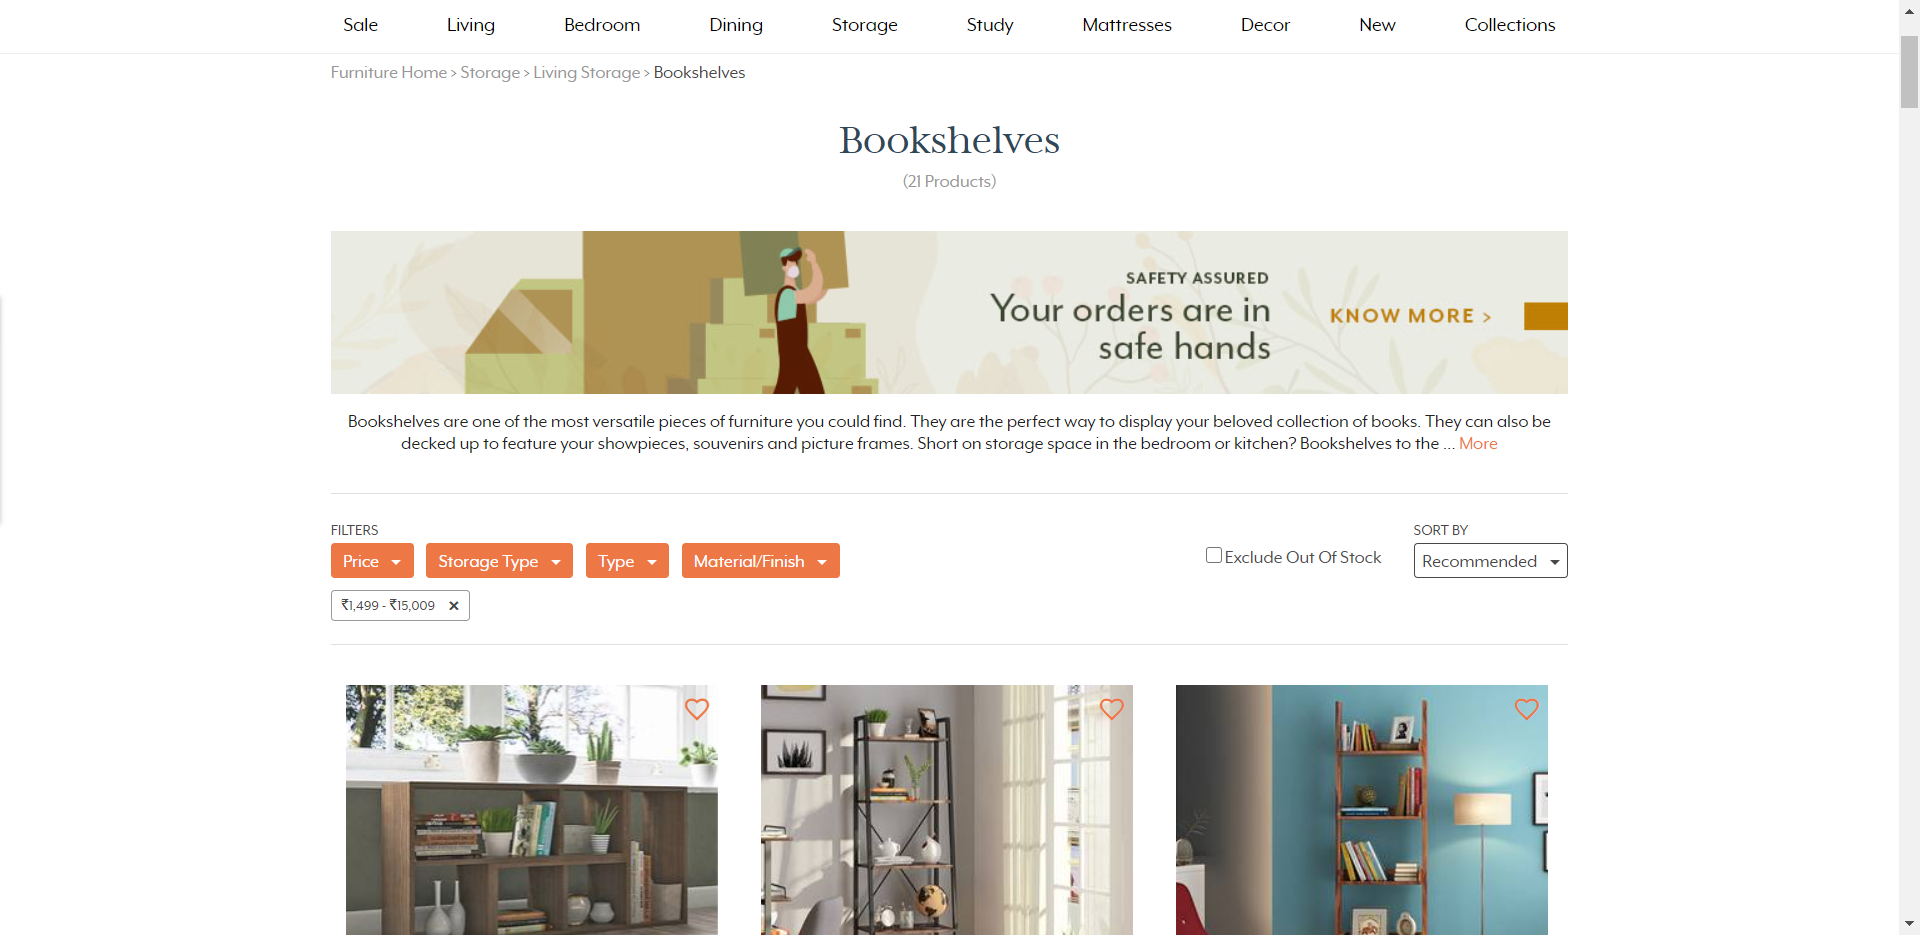 Sale Living Bedroom Dining Storage Study Mattresses Decor New Collections
Furniture Home > Storage > Living Storage > Bookshelves
Bookshelves
(21 Products)
SAFETY ASSURED
Your orders are in
safe hands
KNOW MORE >
Bookshelves are one of the most versatile pieces of furniture you could find. They are the perfect way to display your beloved collection of books. They can also be
decked up to feature your showpieces, souvenirs and picture frames. Short on storage space in the bedroom or kitchen? Bookshelves to the ... More
FILTERS
Price Storage Type Type Material/Finish
Exclude Out Of Stock
SORT BY
Recommended
₹1,499 - ₹15,009 ×